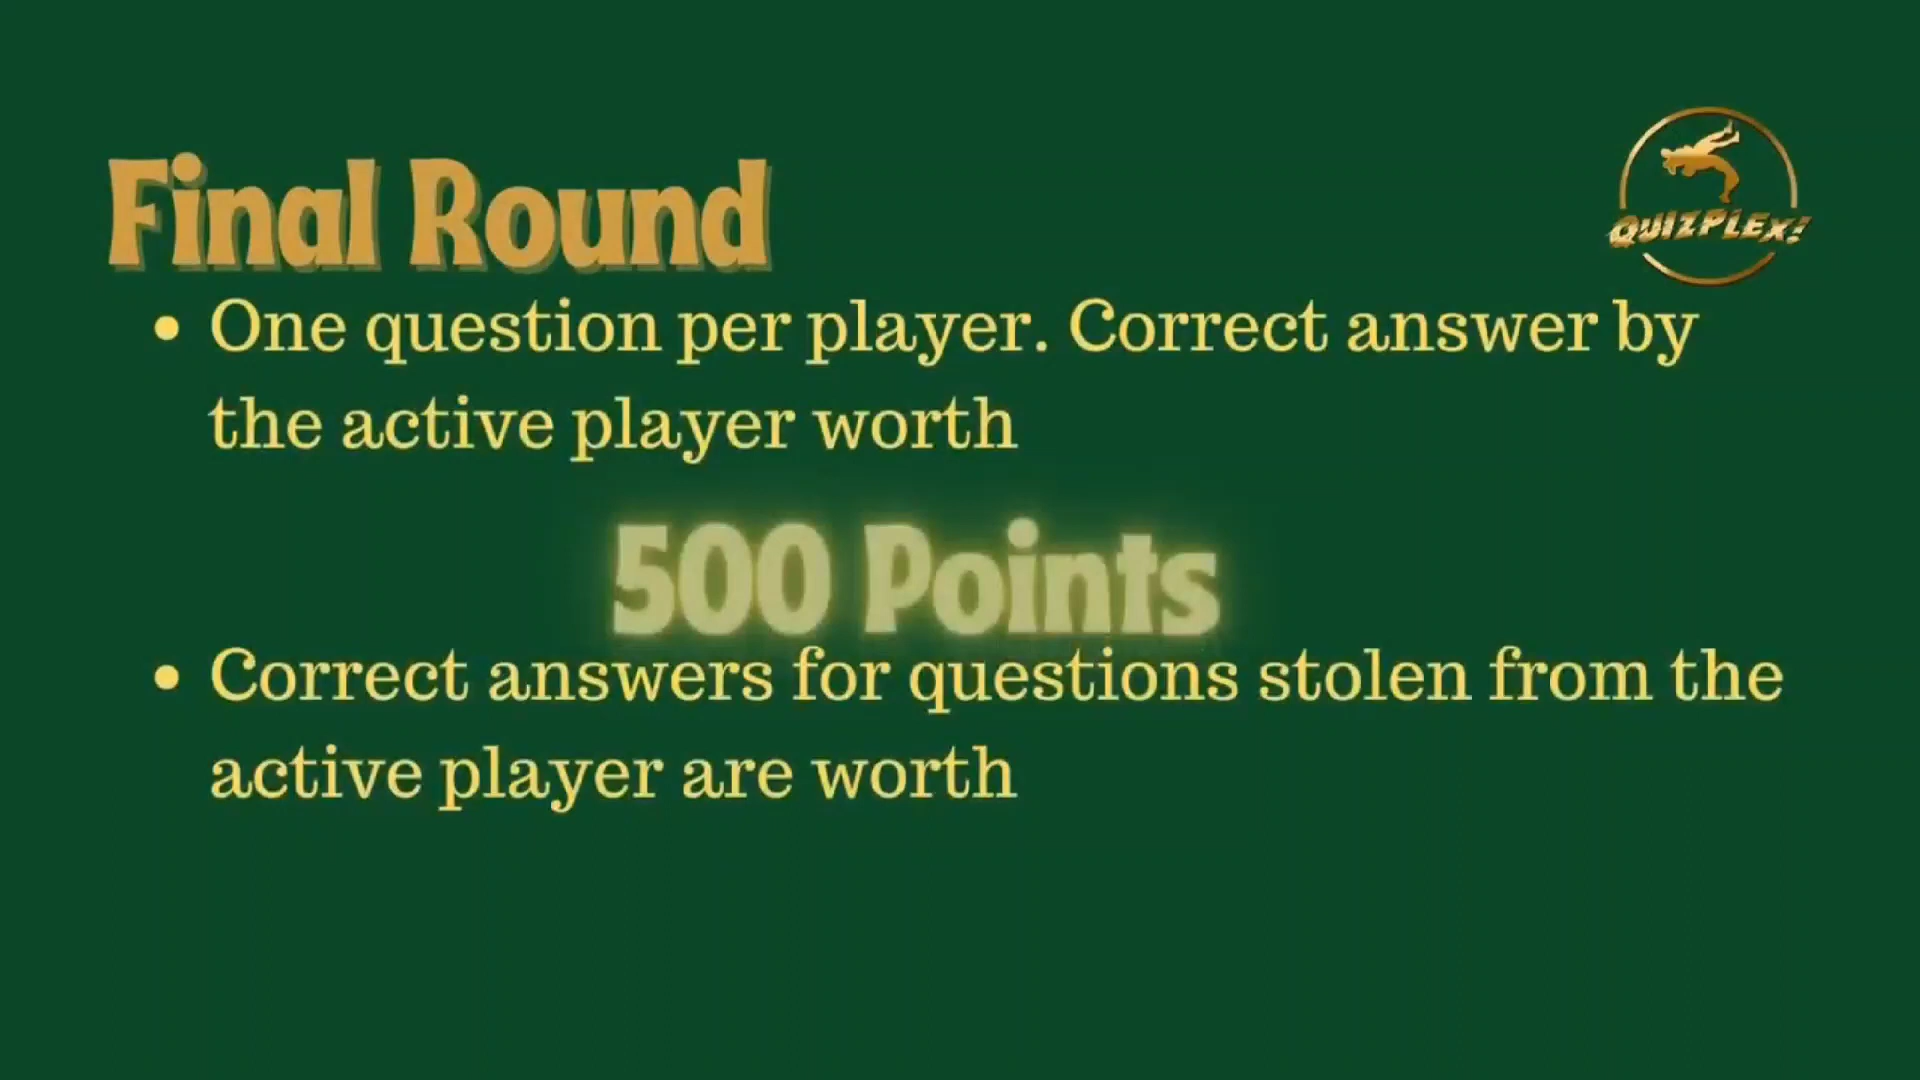 Final Round
QUIZPLEX!
• One question per player. Correct answer by
the active player worth
500 Points
• Correct answers for questions stolen from the
active player are worth